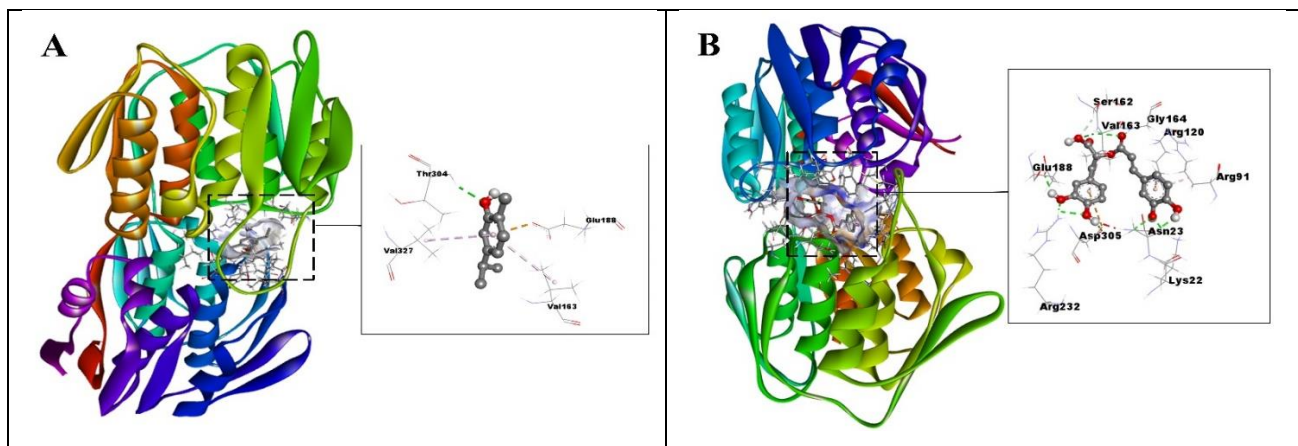 A
Thr304
Glu188
Val327
Val163
B
Ser162
Val163
Gly164
Arg120
Glu188
Arg91
Asp305
Asn23
Lys22
Arg232